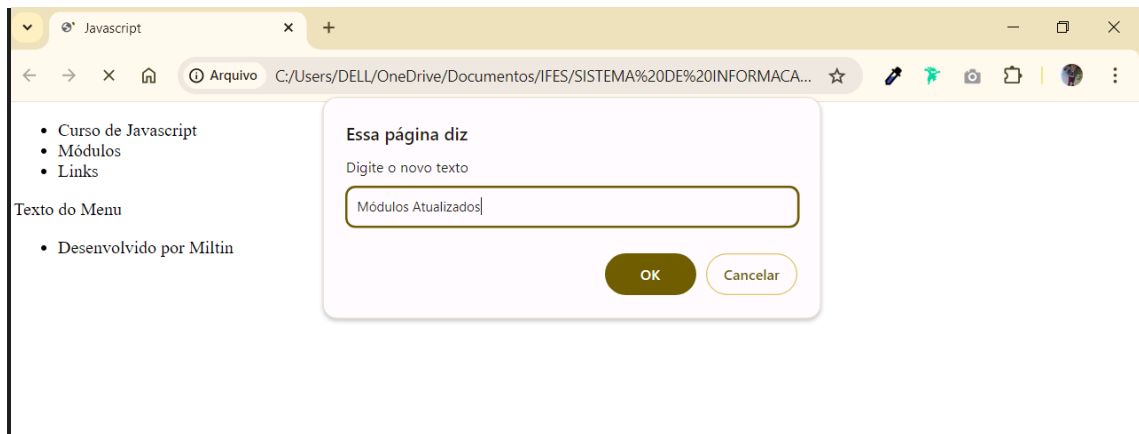 Javascript
Arquivo C:/Users/DELL/OneDrive/Documentos/IFES/SISTEMA%20DE%20INFORMACA...
Essa página diz
Digite o novo texto
Módulos Atualizados
OK Cancelar
• Curso de Javascript
• Módulos
• Links
Texto do Menu
• Desenvolvido por Miltin